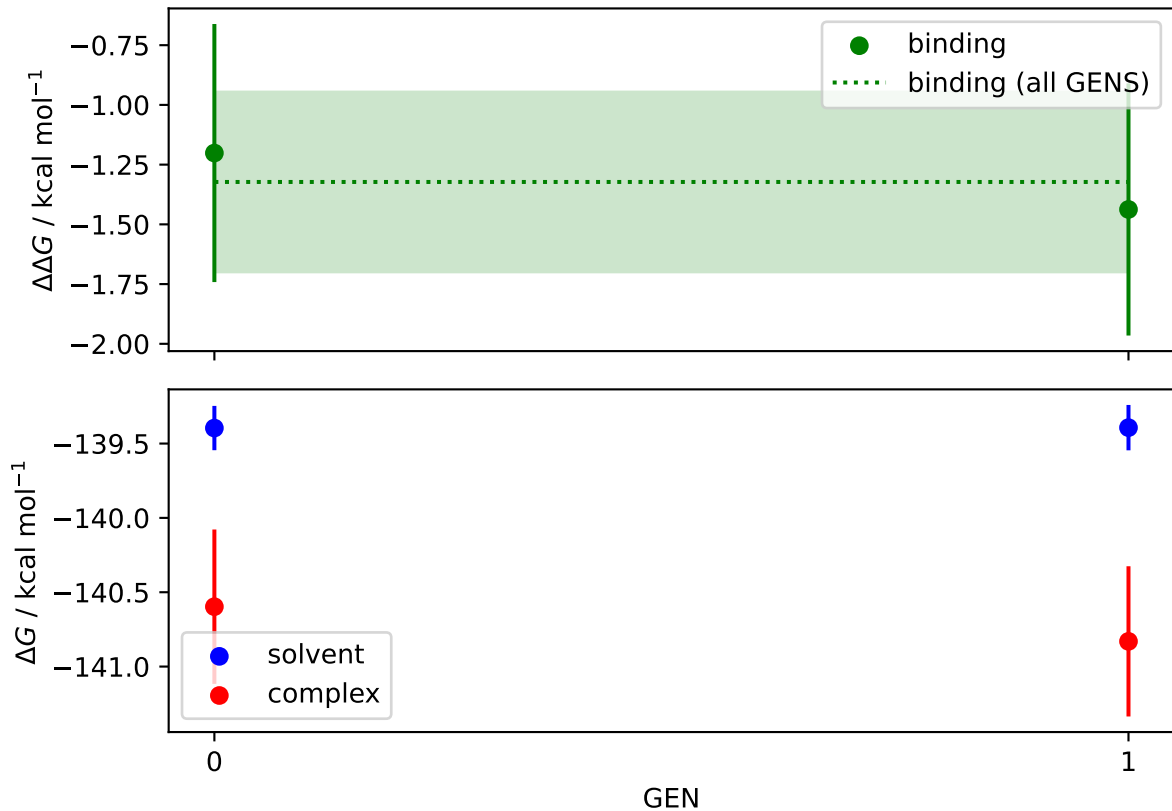 −0.75
−1.00
−1.25
−1.50
−1.75
−2.00
ΔΔG / kcal mol⁻¹
binding
binding (all GENS)
−139.5
−140.0
−140.5
−141.0
ΔG / kcal mol⁻¹
solvent
complex
0
1
GEN